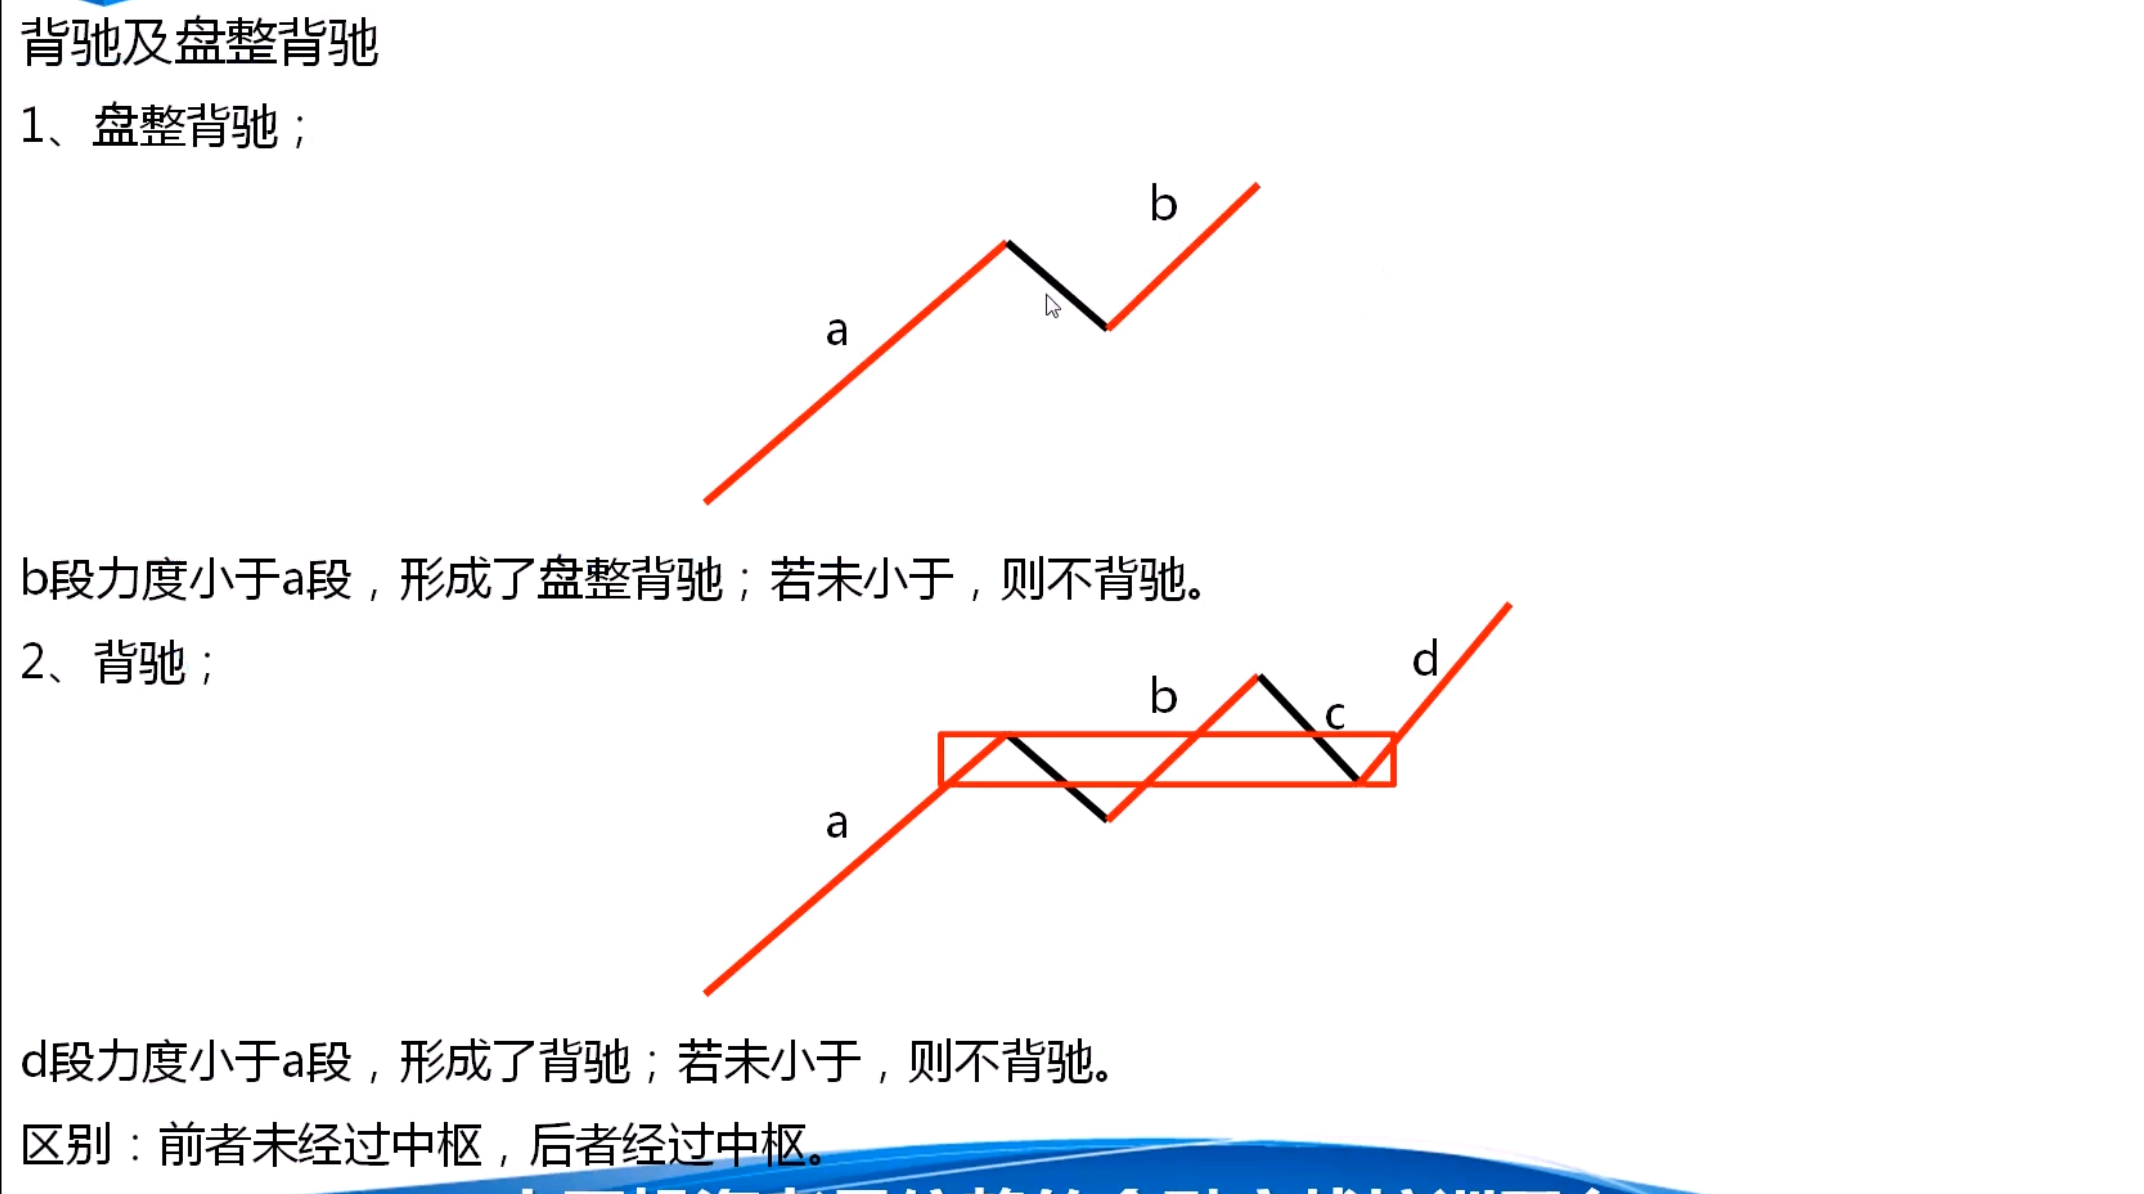 背驰及盘整背驰
1、盘整背驰；
b
a
b段力度小于a段，形成了盘整背驰；若未小于，则不背驰。
2、背驰；
d
b
c
a
d段力度小于a段，形成了背驰；若未小于，则不背驰。
区别：前者未经过中枢，后者经过中枢。